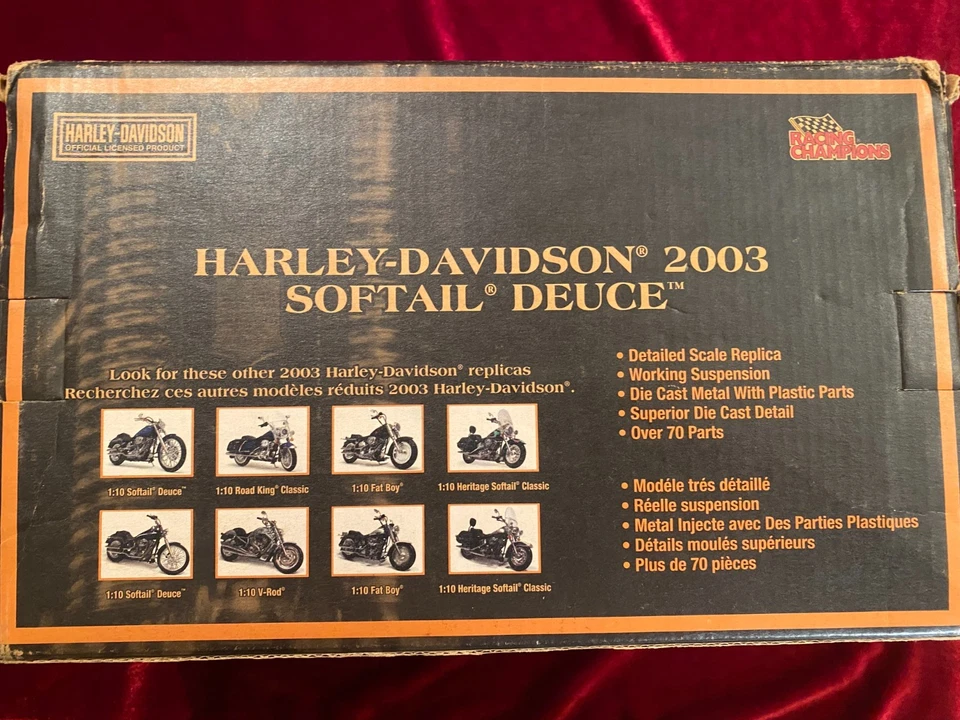 HARLEY-DAVIDSON
OFFICIAL LICENSED PRODUCT
RACING
CHAMPIONS
HARLEY-DAVIDSON® 2003
SOFTAIL® DEUCE™
Look for these other 2003 Harley-Davidson® replicas
Recherchez ces autres modèles réduits 2003 Harley-Davidson®.
1:10 Softail® Deuce™
1:10 Road King® Classic
1:10 Fat Boy®
1:10 Heritage Softail® Classic
1:10 Softail® Deuce™
1:10 V-Rod®
1:10 Fat Boy®
1:10 Heritage Softail® Classic
• Detailed Scale Replica
• Working Suspension
• Die Cast Metal With Plastic Parts
• Superior Die Cast Detail
• Over 70 Parts
• Modéle trés détaillé
• Réelle suspension
• Metal Injecte avec Des Parties Plastiques
• Détails moulés supérieurs
• Plus de 70 pièces